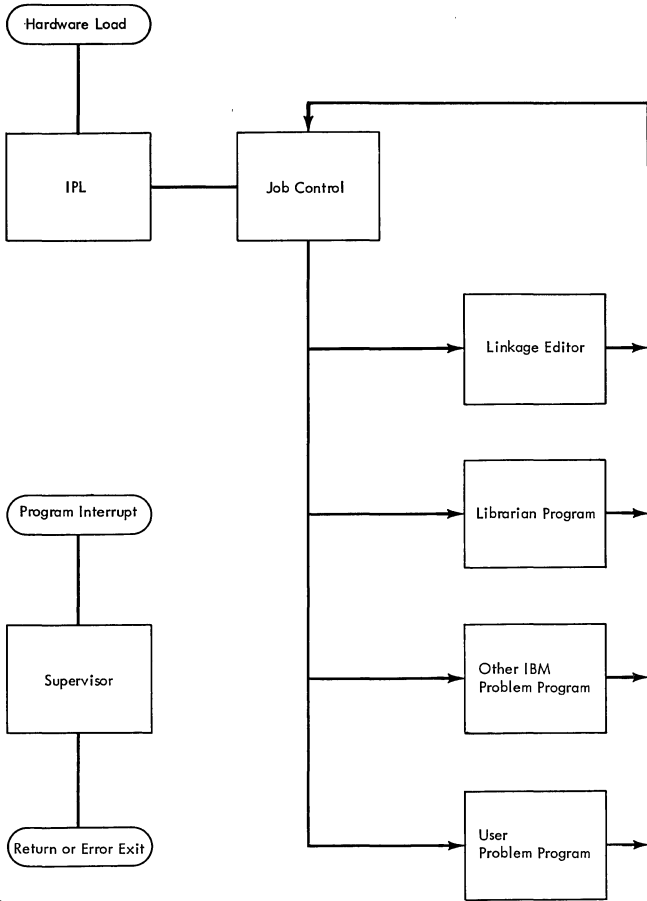 Hardware Load
IPL
Job Control
Linkage Editor
Program Interrupt
Librarian Program
Supervisor
Other IBM
Problem Program
Return or Error Exit
User
Problem Program